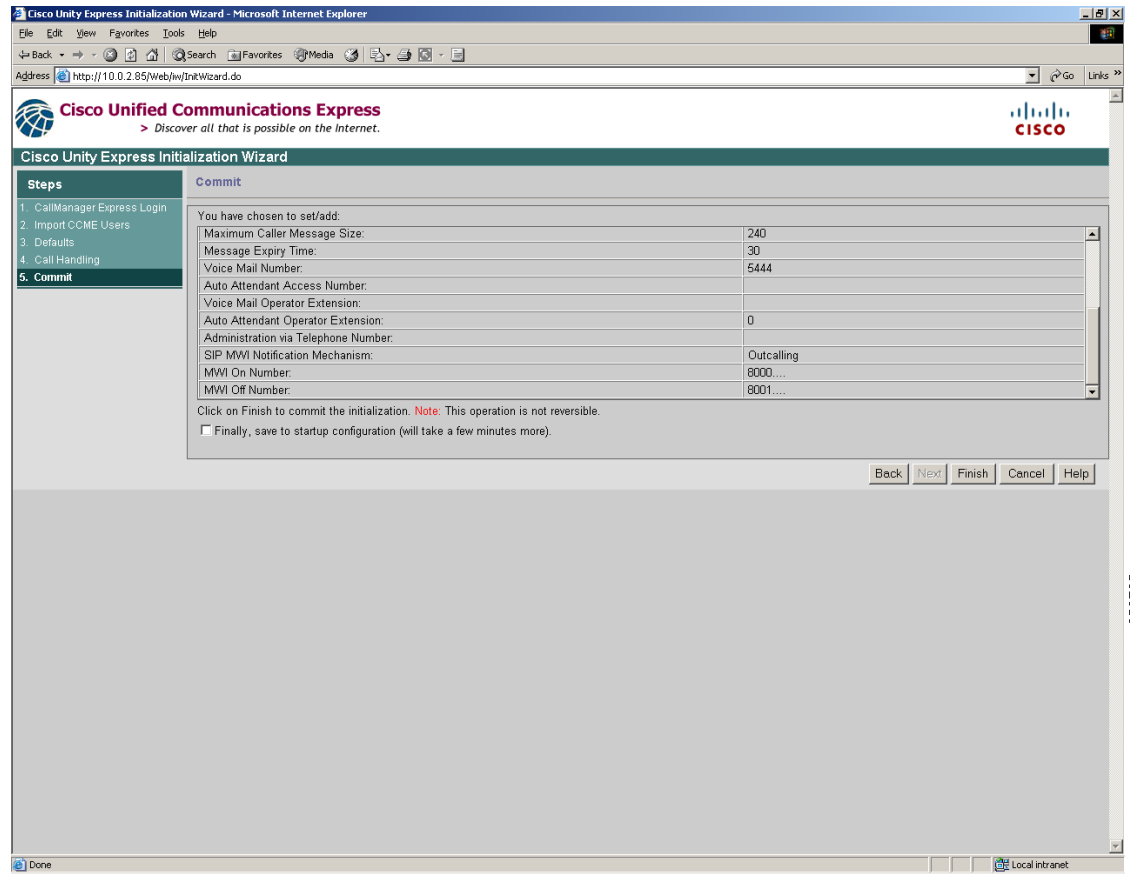 Cisco Unity Express Initialization Wizard - Microsoft Internet Explorer
File Edit View Favorites Tools Help
Back Search Favorites Media
Address http://10.0.2.85/Web/iw/InitWizard.do Go Links »
Cisco Unified Communications Express
> Discover all that is possible on the Internet.
CISCO
Cisco Unity Express Initialization Wizard
Steps
1. CallManager Express Login
2. Import CCME Users
3. Defaults
4. Call Handling
5. Commit
Commit
You have chosen to set/add:
Maximum Caller Message Size: 240
Message Expiry Time: 30
Voice Mail Number: 5444
Auto Attendant Access Number:
Voice Mail Operator Extension:
Auto Attendant Operator Extension: 0
Administration via Telephone Number:
SIP MWI Notification Mechanism: Outcalling
MWI On Number: 8000....
MWI Off Number: 8001....
Click on Finish to commit the initialization. Note: This operation is not reversible.
Finally, save to startup configuration (will take a few minutes more).
Back Next Finish Cancel Help
Done Local intranet